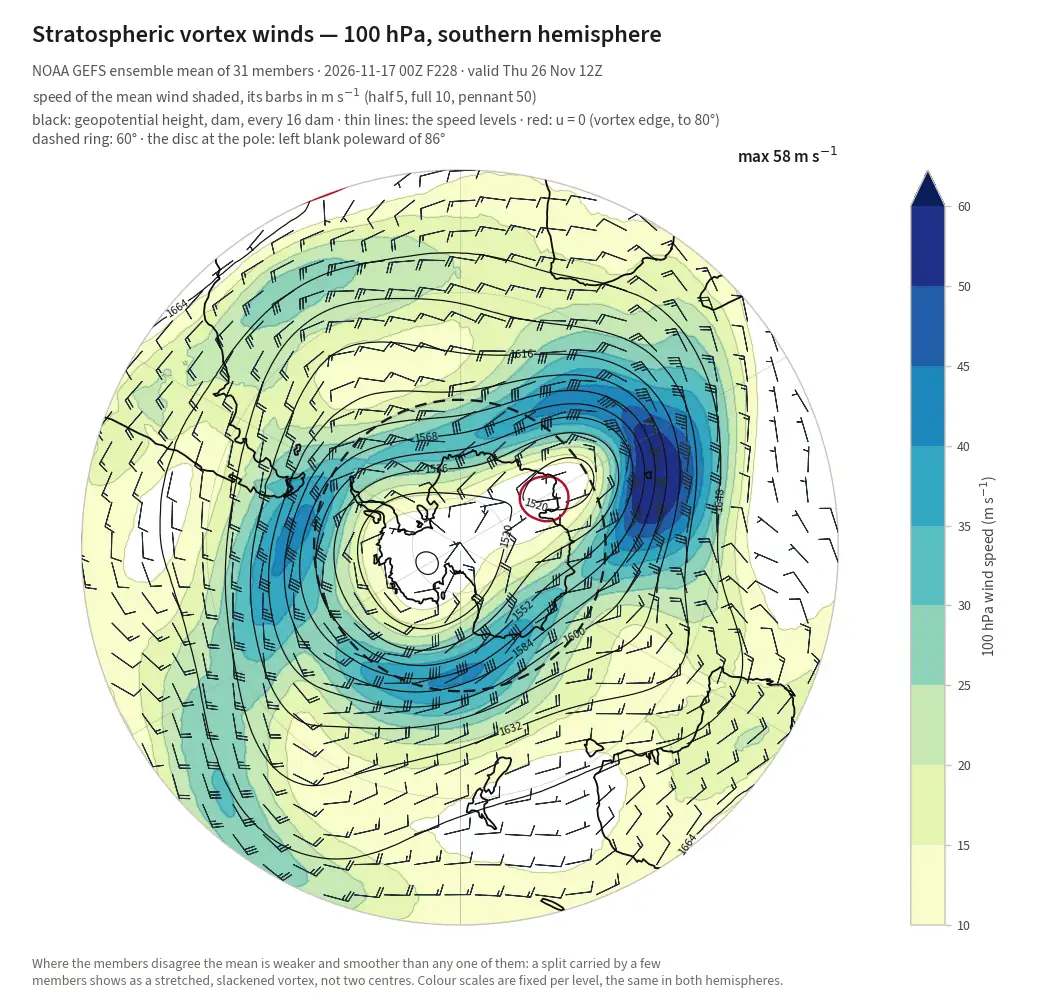 Stratospheric vortex winds — 100 hPa, southern hemisphere
NOAA GEFS ensemble mean of 31 members · 2026-11-17 00Z F228 · valid Thu 26 Nov 12Z
speed of the mean wind shaded, its barbs in m s⁻¹ (half 5, full 10, pennant 50)
black: geopotential height, dam, every 16 dam · thin lines: the speed levels · red: u = 0 (vortex edge, to 80°)
dashed ring: 60° · the disc at the pole: left blank poleward of 86°
max 58 m s⁻¹
1664
1616
1568
1520
1552
1584
1600
1632
1664
60
50
45
40
35
30
25
20
15
10
100 hPa wind speed (m s⁻¹)
Where the members disagree the mean is weaker and smoother than any one of them: a split carried by a few
members shows as a stretched, slackened vortex, not two centres. Colour scales are fixed per level, the same in both hemispheres.